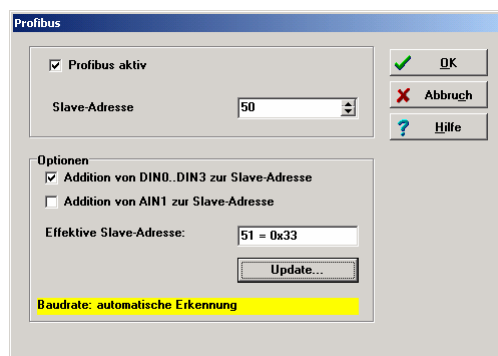 Profibus
Profibus aktiv
Slave-Adresse
50
OK
Abbruch
Hilfe
Optionen
Addition von DIN0..DIN3 zur Slave-Adresse
Addition von AIN1 zur Slave-Adresse
Effektive Slave-Adresse:
51 = 0x33
Update...
Baudrate: automatische Erkennung